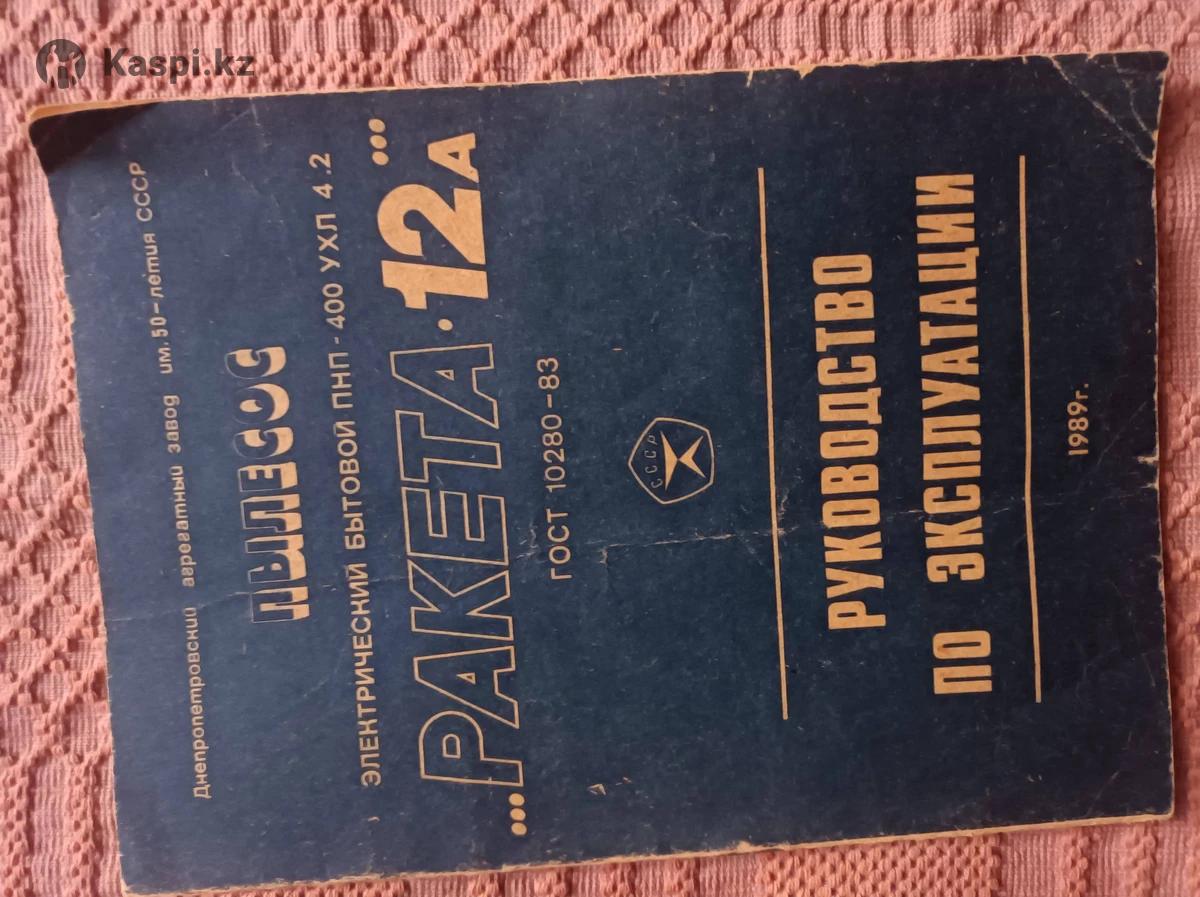 Kaspi.kz
Днепропетровский агрегатный завод им. 50-летия СССР
ПЫЛЕСОС
ЭЛЕКТРИЧЕСКИЙ БЫТОВОЙ ПНП-400 УХЛ 4.2
...РАКЕТА·12А...
ГОСТ 10280-83
СССР
РУКОВОДСТВО
ПО ЭКСПЛУАТАЦИИ
1989г.